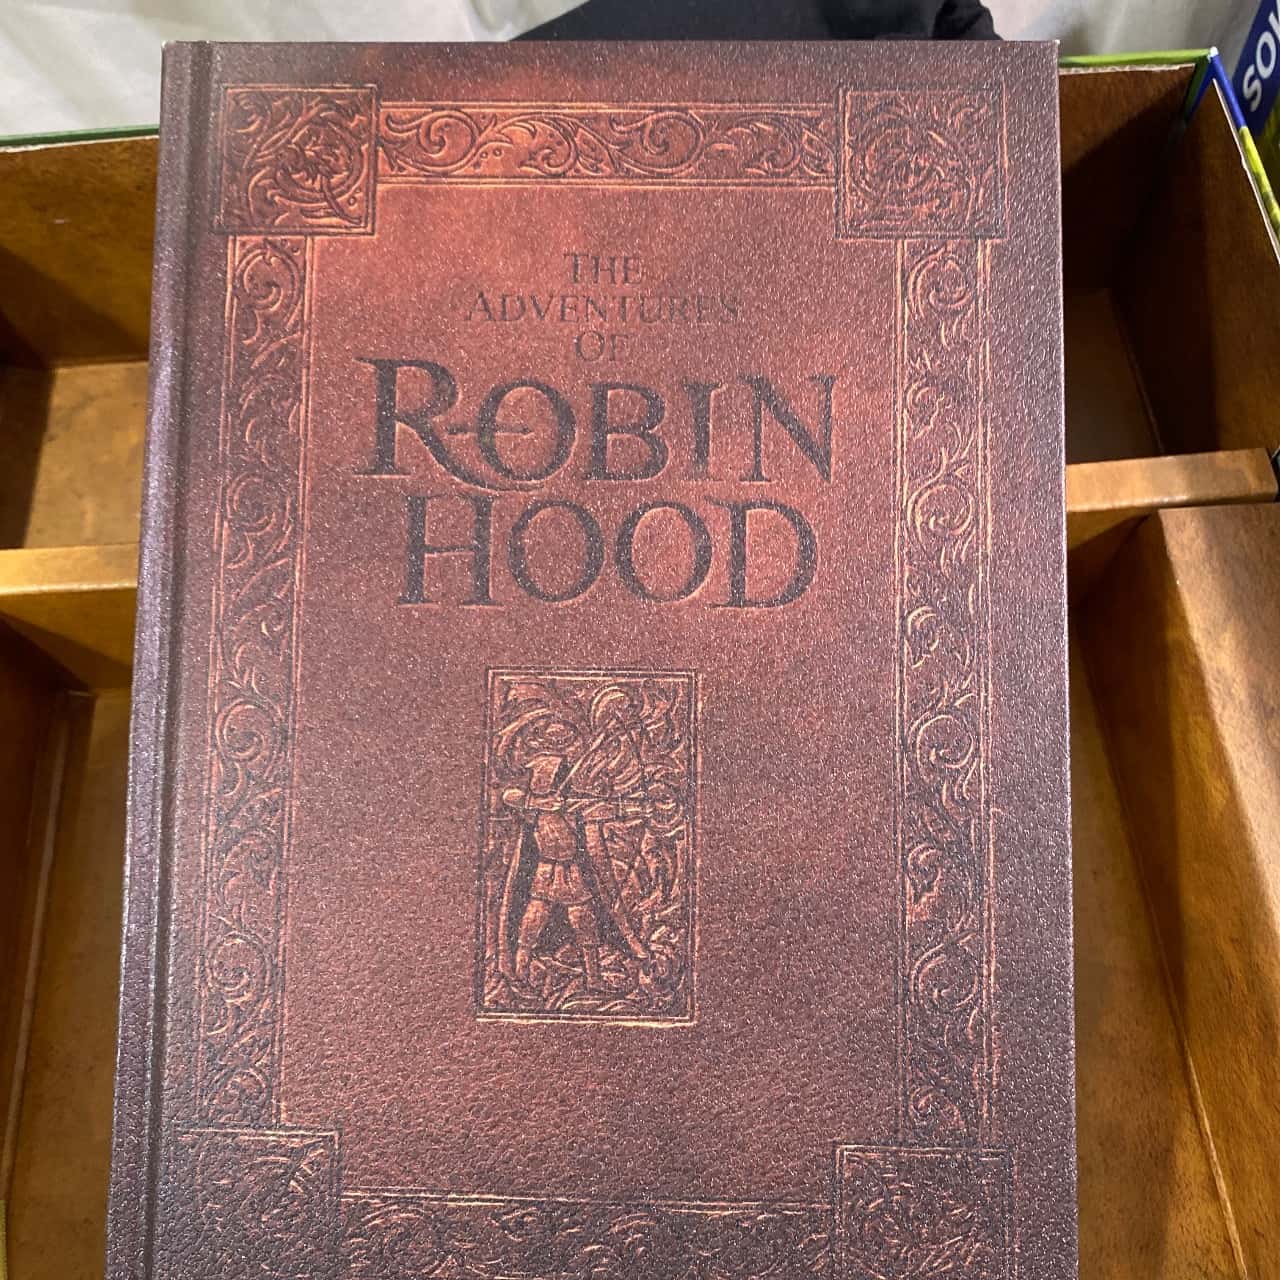 THE
ADVENTURES
OF
ROBIN
HOOD